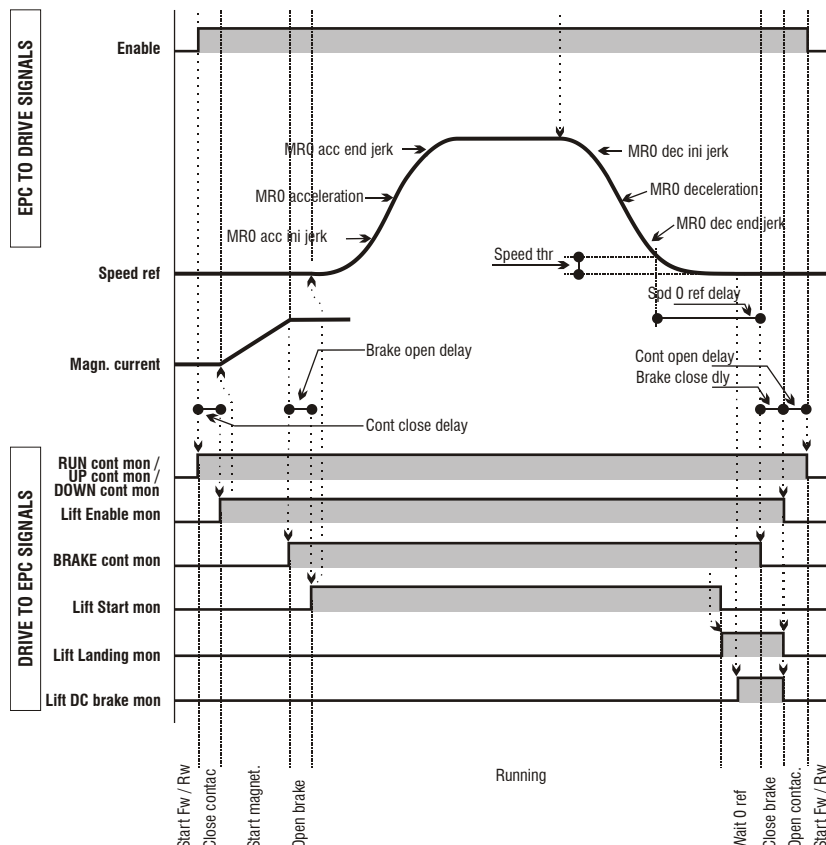 EPC TO DRIVE SIGNALS
Enable
MR0 acc end jerk
MR0 dec ini jerk
MR0 acceleration
MR0 deceleration
MR0 acc ini jerk
MR0 dec end jerk
Speed thr
Speed ref
Spd 0 ref delay
Magn. current
Brake open delay
Cont open delay
Brake close dly
Cont close delay
DRIVE TO EPC SIGNALS
RUN cont mon /
UP cont mon /
DOWN cont mon
Lift Enable mon
BRAKE cont mon
Lift Start mon
Lift Landing mon
Lift DC brake mon
Start Fw / Rw
Close contac
Start magnet.
Open brake
Running
Wait 0 ref
Close brake
Open contac.
Start Fw / Rw